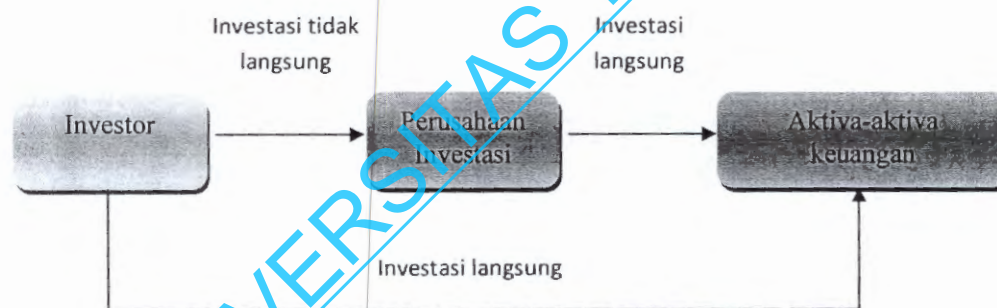 Investasi tidak
langsung
Investasi
langsung
Investor
Perusahaan
Investasi
Aktiva-aktiva
keuangan
Investasi langsung